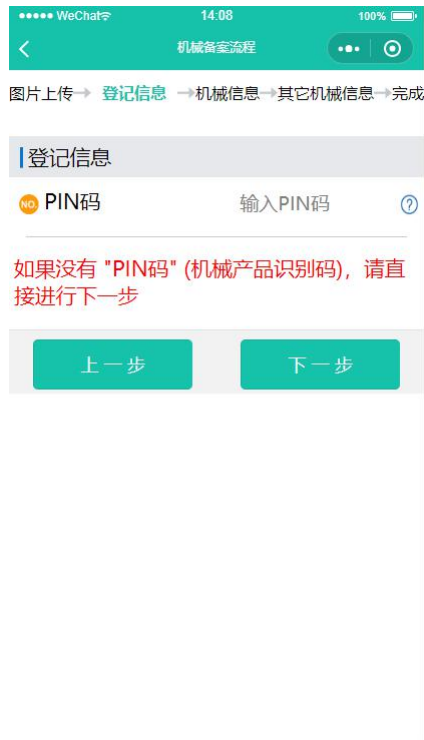 ●●●●● WeChat 14:08 100%
机械备案流程
图片上传→ 登记信息 →机械信息→其它机械信息→完成
登记信息
NO. PIN码 输入PIN码 ?
如果没有 "PIN码" (机械产品识别码)，请直
接进行下一步
上一步 下一步